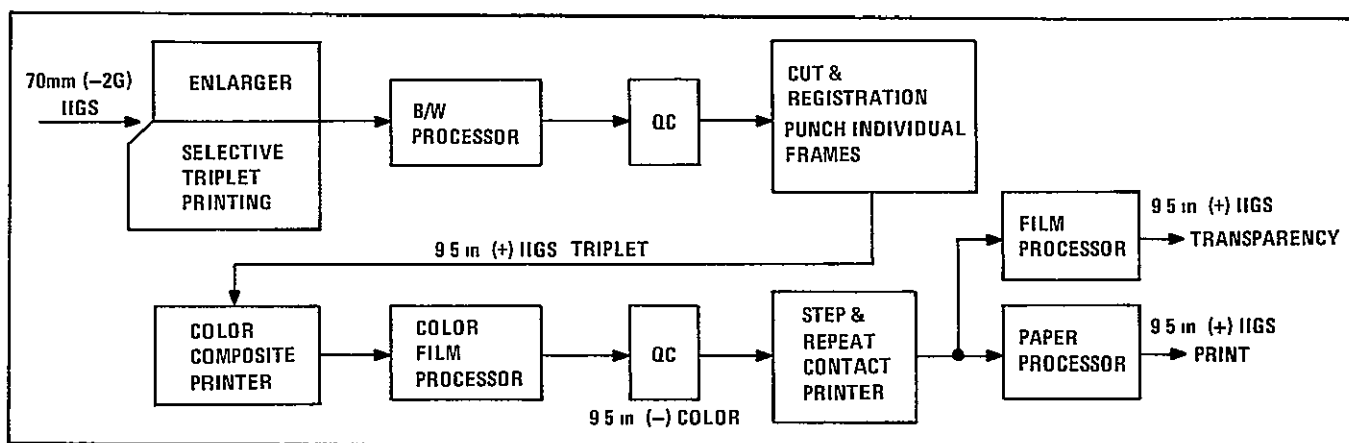 70mm (–2G)
IIGS
ENLARGER
SELECTIVE
TRIPLET
PRINTING
B/W
PROCESSOR
QC
CUT &
REGISTRATION
PUNCH INDIVIDUAL
FRAMES
9 5 in (+) IIGS TRIPLET
COLOR
COMPOSITE
PRINTER
COLOR
FILM
PROCESSOR
QC
9 5 in (–) COLOR
STEP &
REPEAT
CONTACT
PRINTER
FILM
PROCESSOR
9 5 in (+) IIGS
TRANSPARENCY
PAPER
PROCESSOR
9 5 in (+) IIGS
PRINT